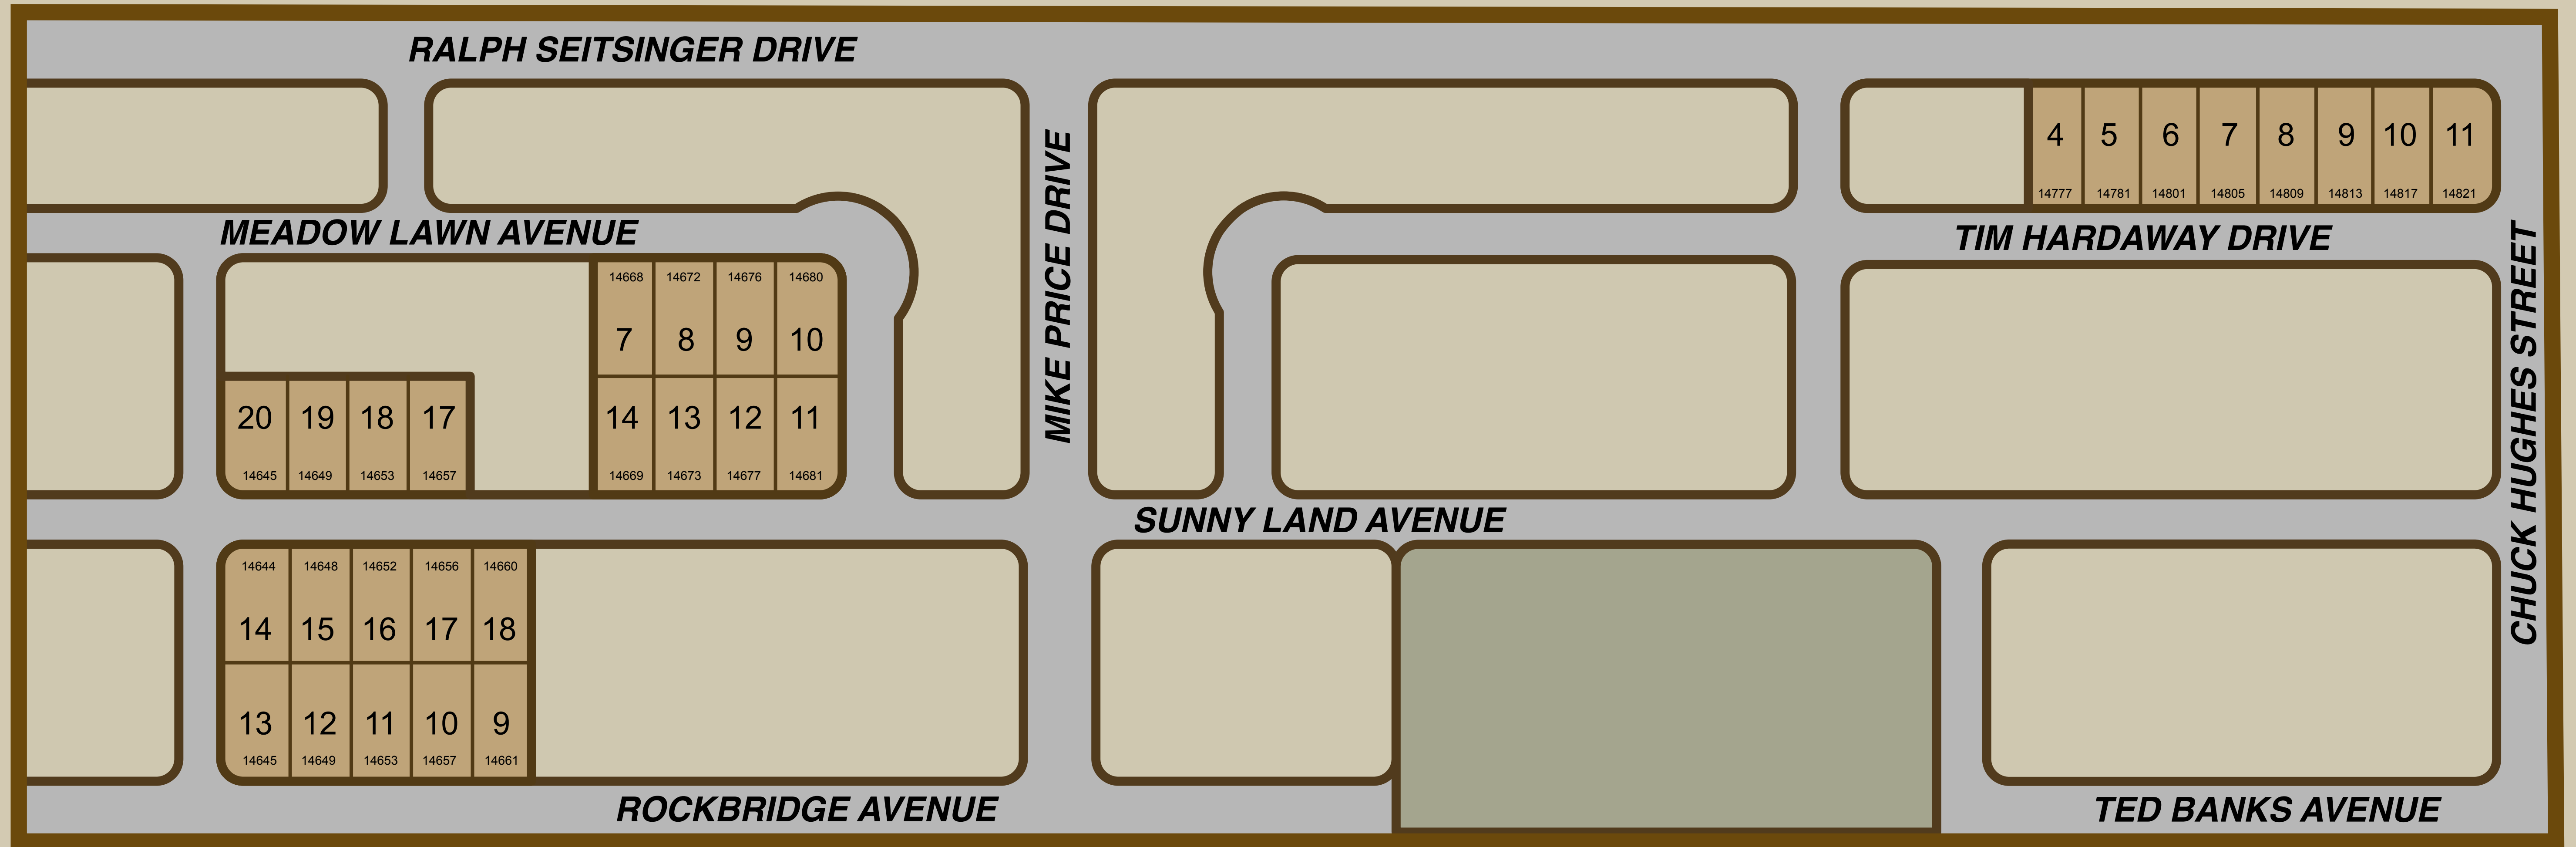 RALPH SEITSINGER DRIVE
4 5 6 7 8 9 10 11
14777 14781 14801 14805 14809 14813 14817 14821
MIKE PRICE DRIVE
MEADOW LAWN AVENUE
TIM HARDAWAY DRIVE
CHUCK HUGHES STREET
14668 14672 14676 14680
7 8 9 10
20 19 18 17
14 13 12 11
14645 14649 14653 14657
14669 14673 14677 14681
SUNNY LAND AVENUE
14644 14648 14652 14656 14660
14 15 16 17 18
13 12 11 10 9
14645 14649 14653 14657 14661
ROCKBRIDGE AVENUE
TED BANKS AVENUE